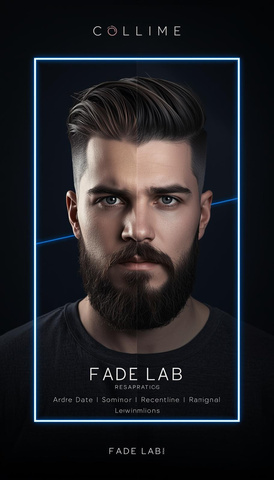 COLLIME
FADE LAB
RESAPRATICS
Ardre Date | Sominor | Recentline | Ramignal
Lewinmlions
FADE LABI